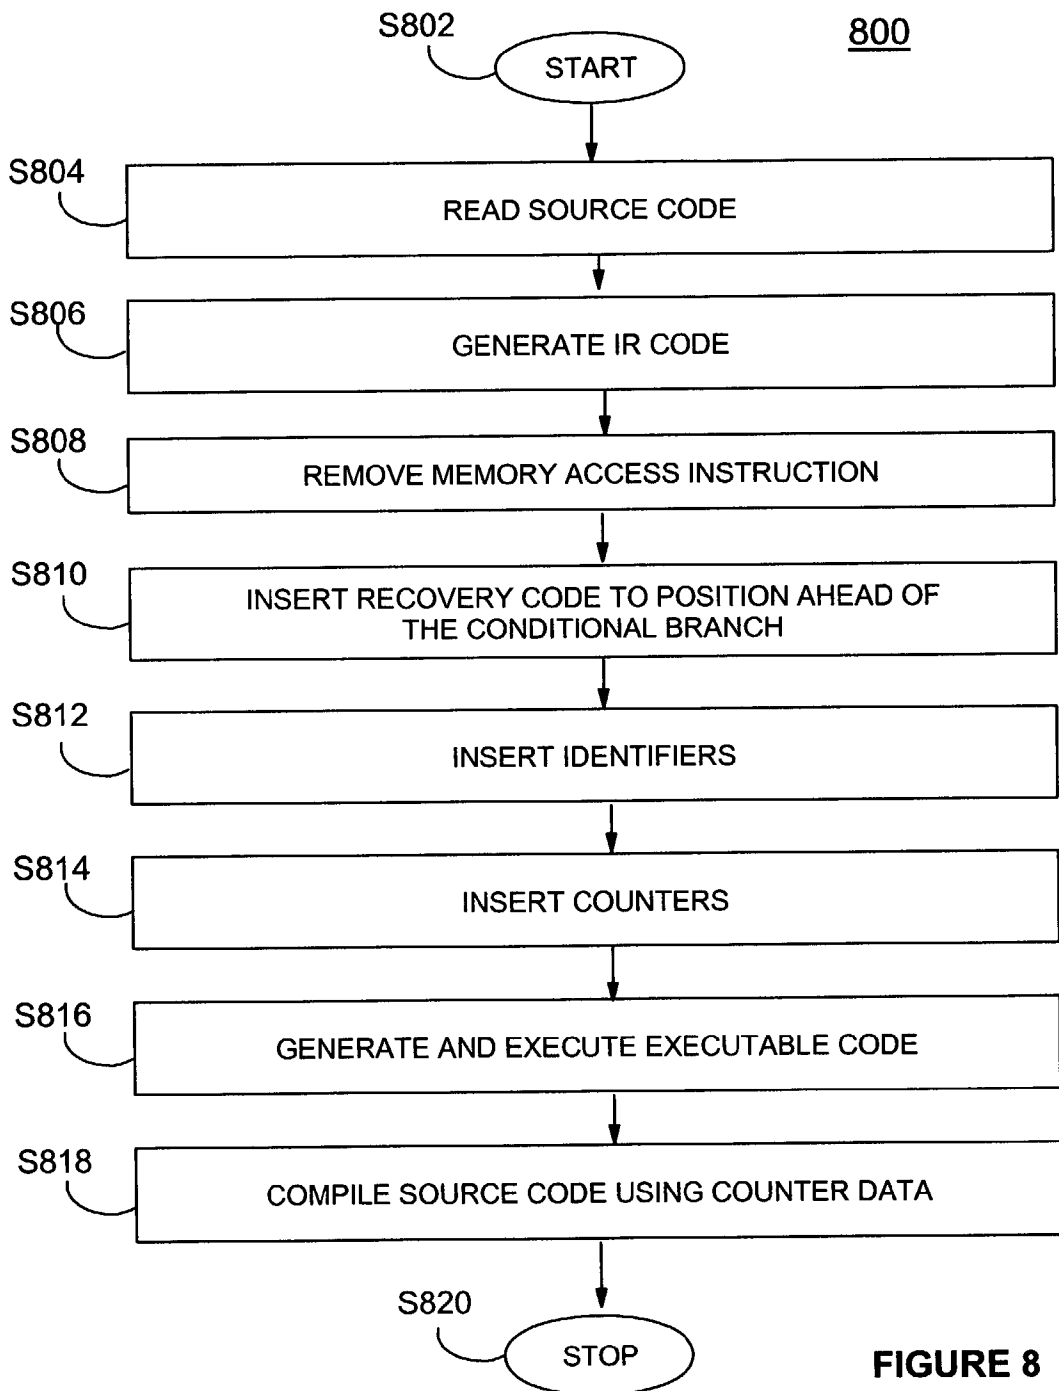 S802
800
START
S804
READ SOURCE CODE
S806
GENERATE IR CODE
S808
REMOVE MEMORY ACCESS INSTRUCTION
S810
INSERT RECOVERY CODE TO POSITION AHEAD OF
THE CONDITIONAL BRANCH
S812
INSERT IDENTIFIERS
S814
INSERT COUNTERS
S816
GENERATE AND EXECUTE EXECUTABLE CODE
S818
COMPILE SOURCE CODE USING COUNTER DATA
S820
STOP
FIGURE 8